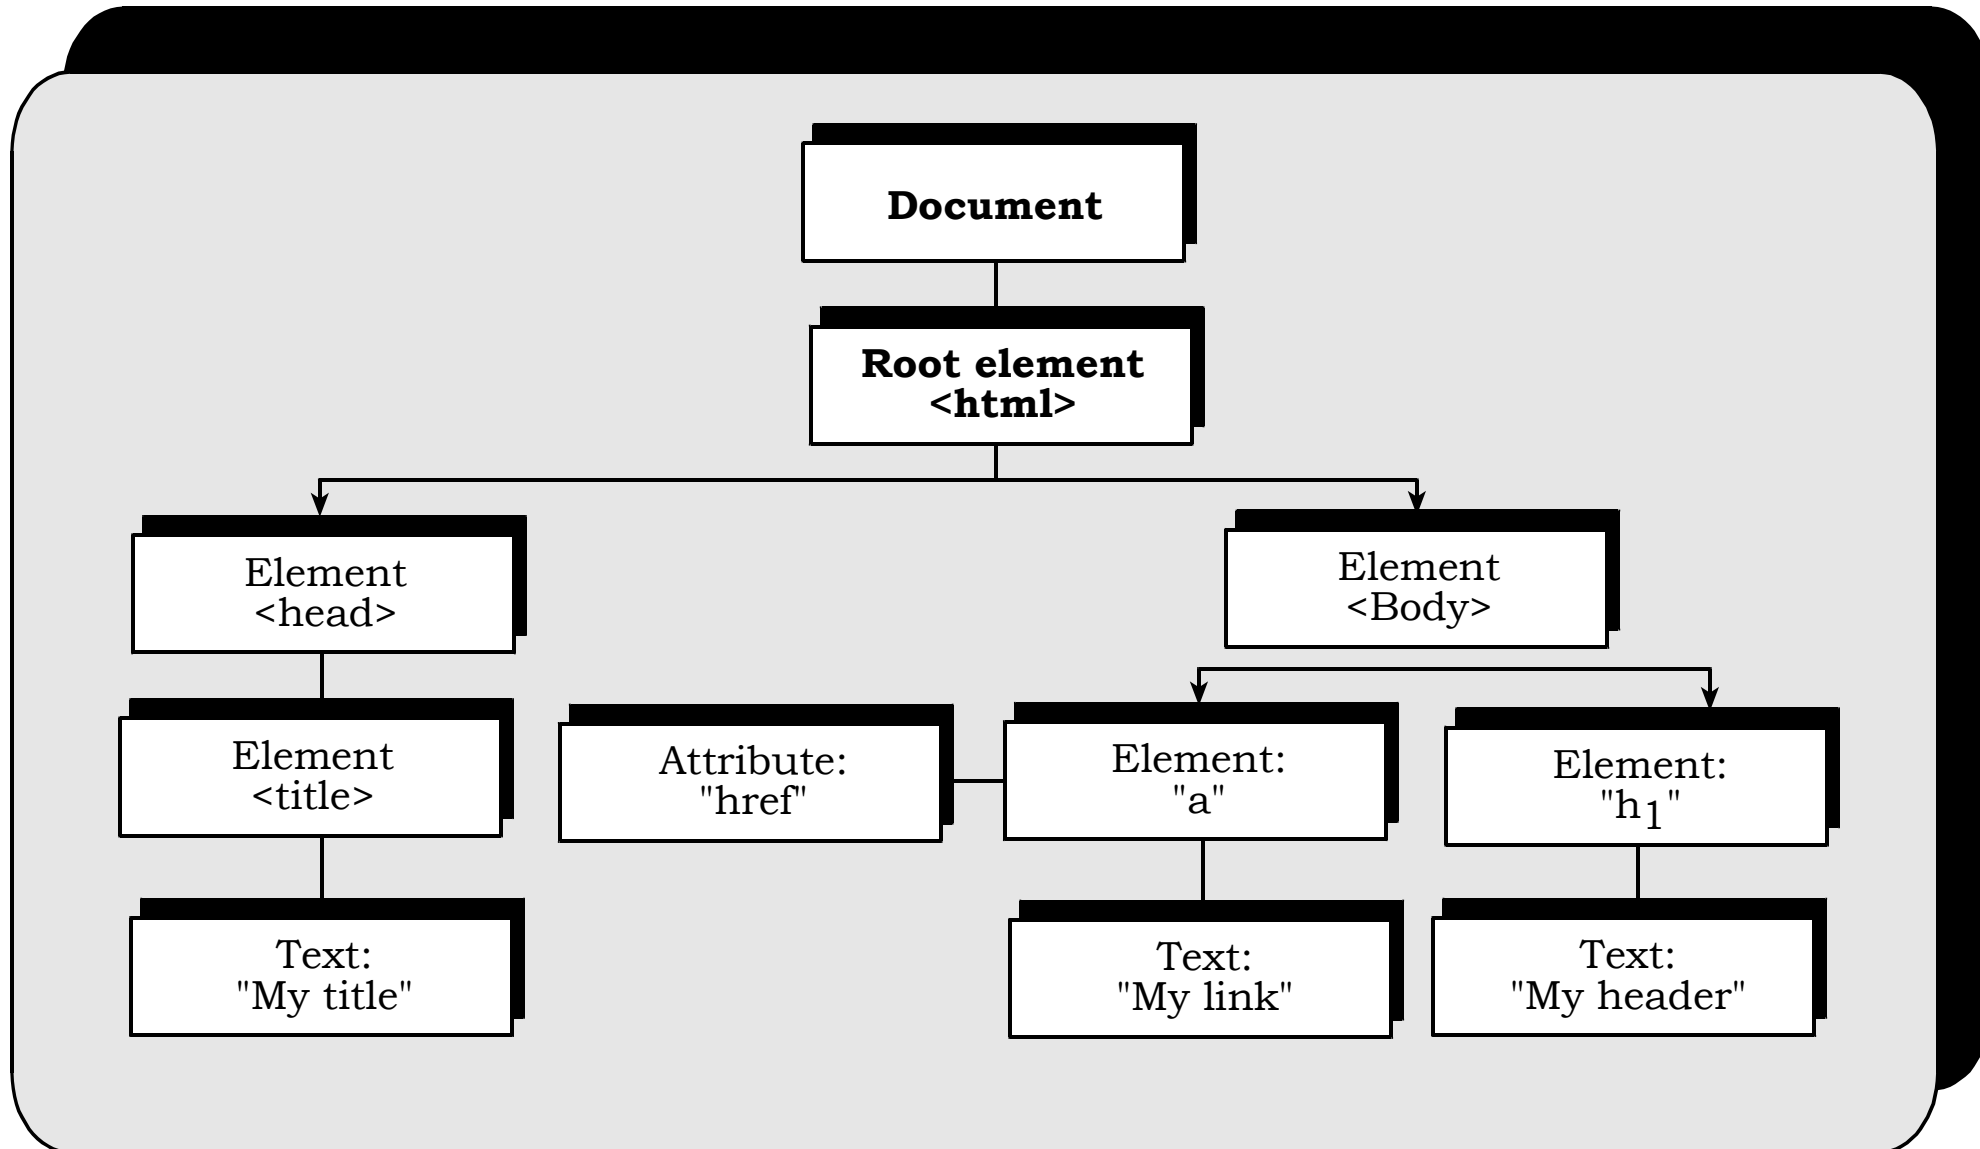 Document
Root element
<html>
Element
<head>
Element
<Body>
Element
<title>
Attribute:
"href"
Element:
"a"
Element:
"h1"
Text:
"My title"
Text:
"My link"
Text:
"My header"